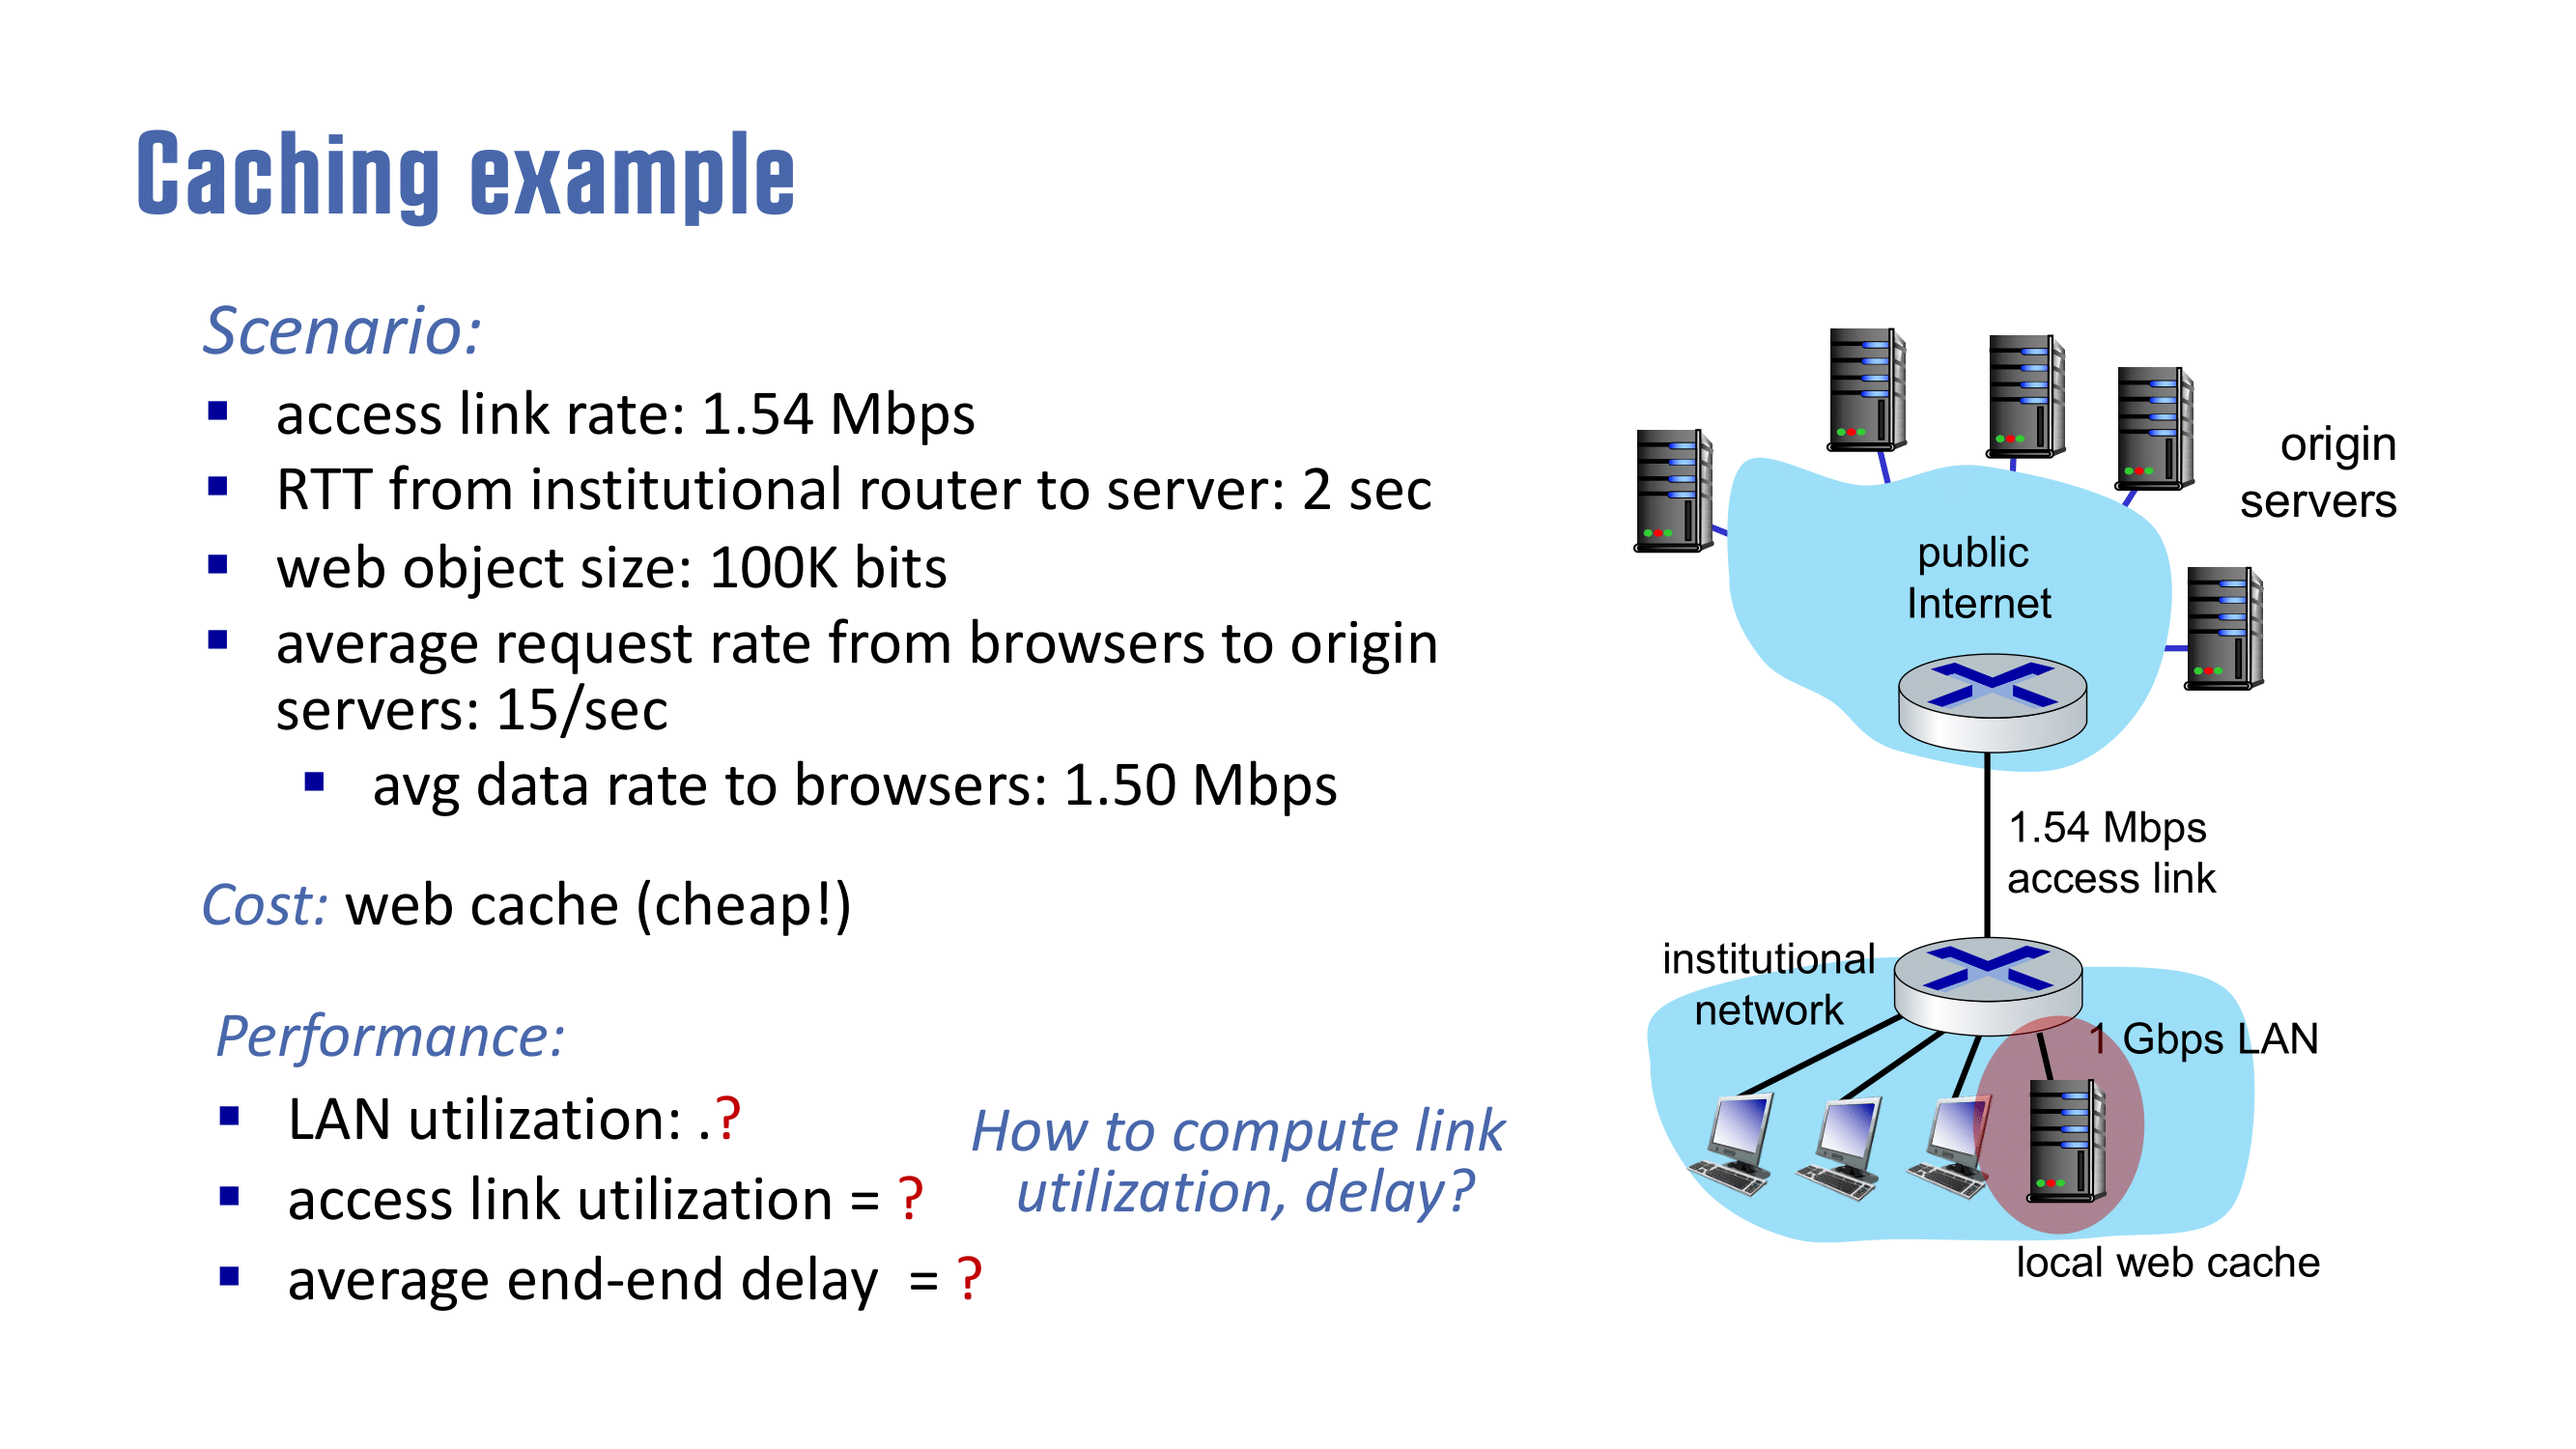 Caching example
Scenario:
▪ access link rate: 1.54 Mbps
▪ RTT from institutional router to server: 2 sec
▪ web object size: 100K bits
▪ average request rate from browsers to origin
servers: 15/sec
▪ avg data rate to browsers: 1.50 Mbps
Cost: web cache (cheap!)
Performance:
▪ LAN utilization: .?
▪ access link utilization = ?
▪ average end-end delay = ?
How to compute link
utilization, delay?
origin
servers
public
Internet
1.54 Mbps
access link
institutional
network
1 Gbps LAN
local web cache